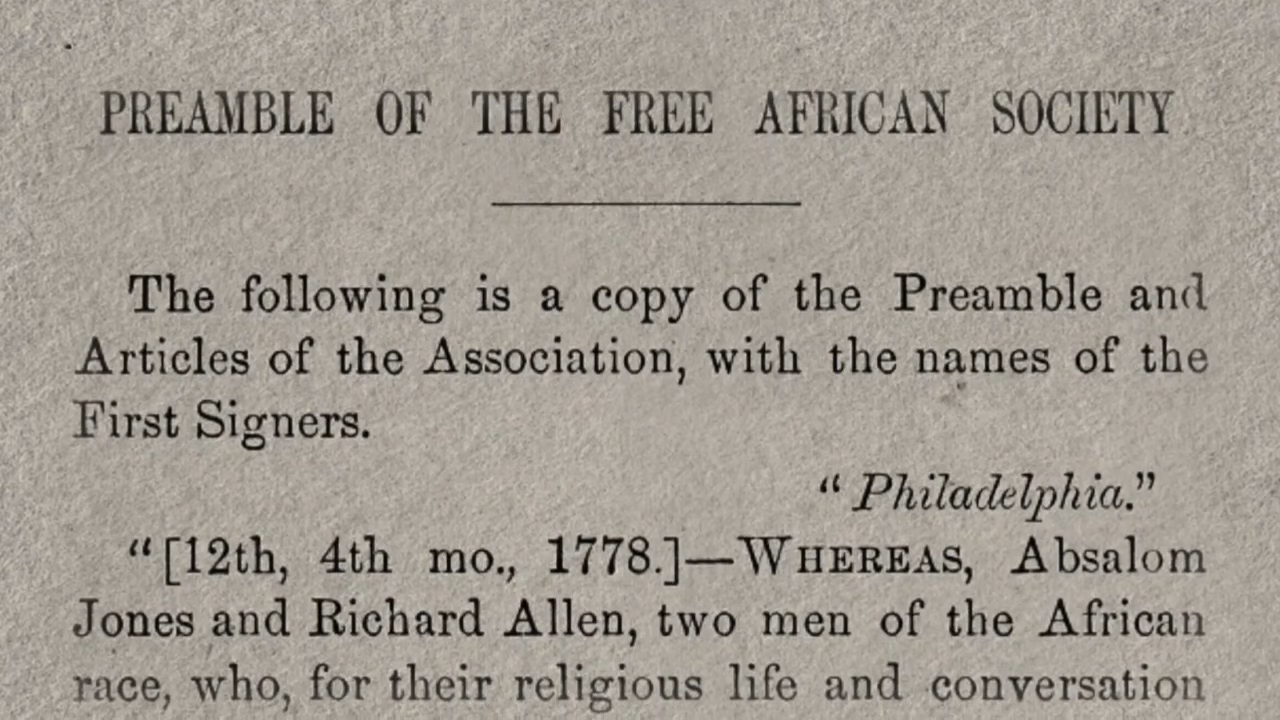 PREAMBLE OF THE FREE AFRICAN SOCIETY
The following is a copy of the Preamble and
Articles of the Association, with the names of the
First Signers.
“Philadelphia.”
“[12th, 4th mo., 1778.]—WHEREAS, Absalom
Jones and Richard Allen, two men of the African
race, who, for their religious life and conversation